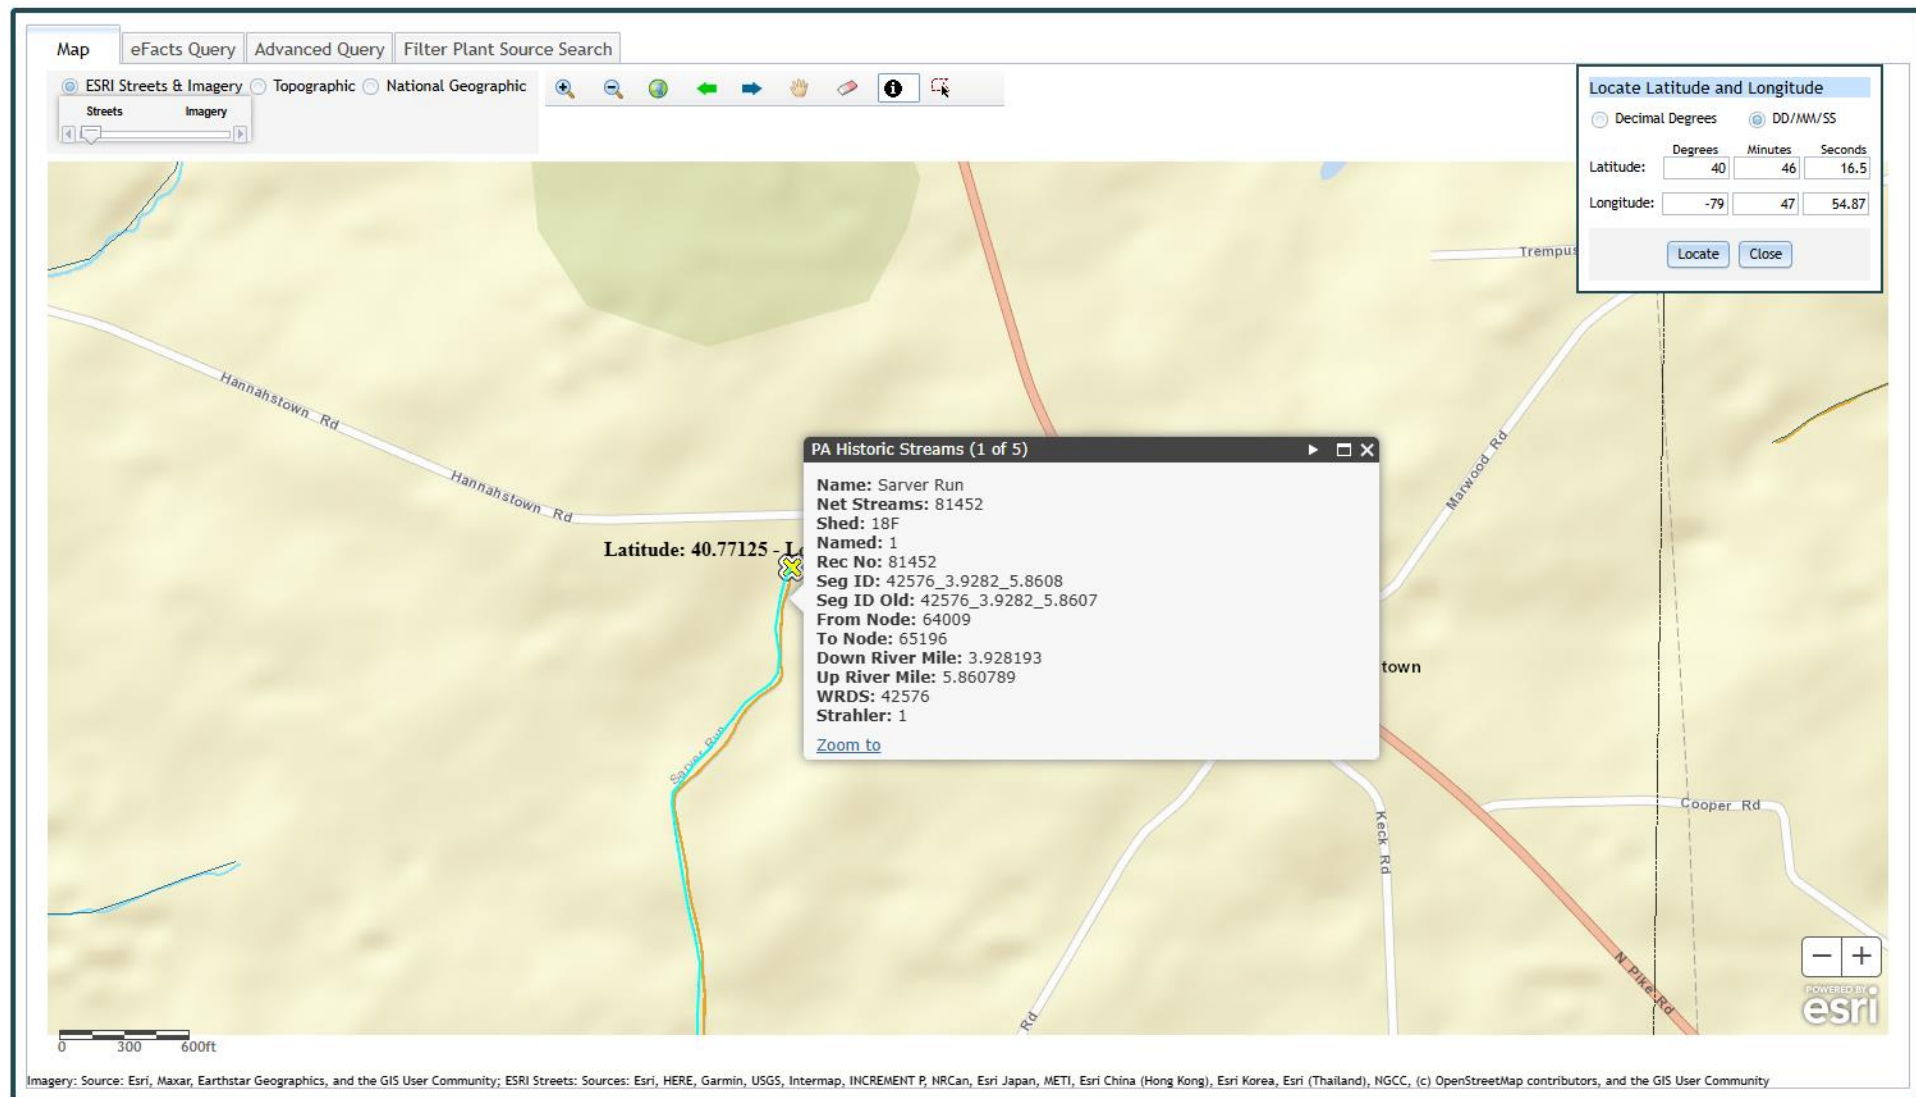 Map eFacts Query Advanced Query Filter Plant Source Search
ESRI Streets & Imagery Topographic National Geographic
Streets Imagery
Locate Latitude and Longitude
Decimal Degrees DD/MM/SS
Degrees Minutes Seconds
Latitude: 40 46 16.5
Longitude: -79 47 54.87
Locate Close
Trempus
Hannahstown Rd
Hannahstown Rd
Marwood Rd
Latitude: 40.77125 - Lo
PA Historic Streams (1 of 5)
Name: Sarver Run
Net Streams: 81452
Shed: 18F
Named: 1
Rec No: 81452
Seg ID: 42576_3.9282_5.8608
Seg ID Old: 42576_3.9282_5.8607
From Node: 64009
To Node: 65196
Down River Mile: 3.928193
Up River Mile: 5.860789
WRDS: 42576
Strahler: 1
Zoom to
town
Sarver Run
Cooper Rd
Keck Rd
N Pike Rd
Rd
POWERED BY
esri
0 300 600ft
Imagery: Source: Esri, Maxar, Earthstar Geographics, and the GIS User Community; ESRI Streets: Sources: Esri, HERE, Garmin, USGS, Intermap, INCREMENT P, NRCan, Esri Japan, METI, Esri China (Hong Kong), Esri Korea, Esri (Thailand), NGCC, (c) OpenStreetMap contributors, and the GIS User Community